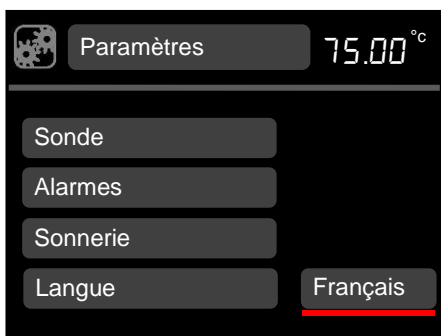 Paramètres 75.00°c
Sonde
Alarmes
Sonnerie
Langue Français